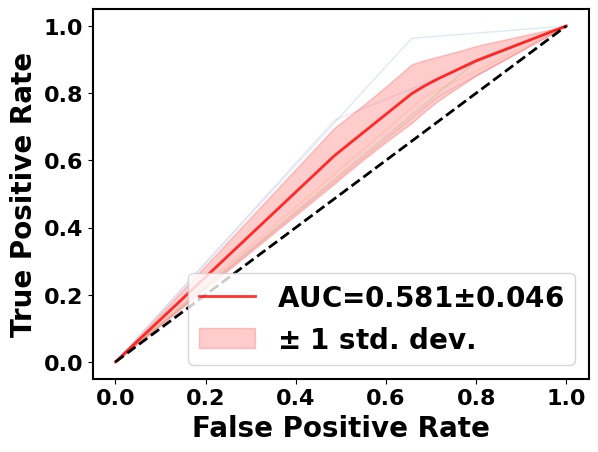 1.0
0.8
0.6
0.4
0.2
0.0
True Positive Rate
AUC=0.581±0.046
± 1 std. dev.
0.0 0.2 0.4 0.6 0.8 1.0
False Positive Rate